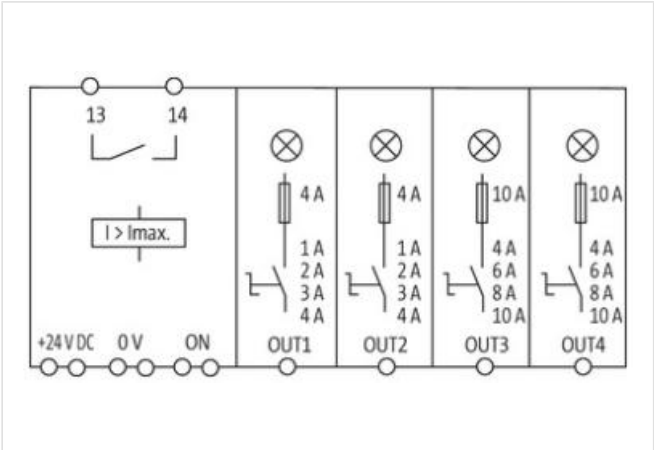 13 14
4 A 4 A 10 A 10 A
I > Imax.
1 A 1 A 4 A 4 A
2 A 2 A 6 A 6 A
3 A 3 A 8 A 8 A
4 A 4 A 10 A 10 A
+24 V DC 0 V ON OUT1 OUT2 OUT3 OUT4